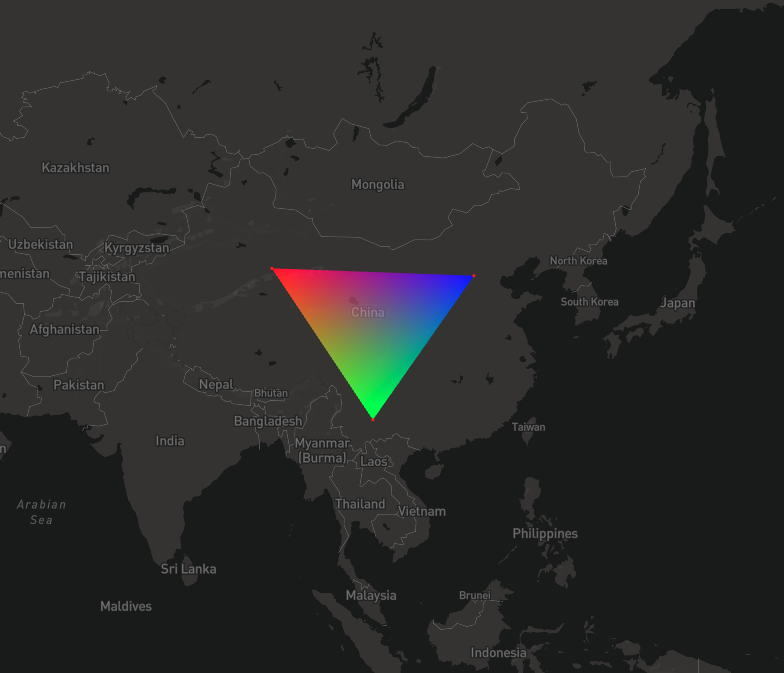 Kazakhstan
Mongolia
Uzbekistan
Kyrgyzstan
North Korea
menistan
Tajikistan
South Korea
Japan
China
Afghanistan
Pakistan
Nepal
Bhutan
Bangladesh
Taiwan
India
Myanmar
(Burma)
n
Laos
Arabian
Sea
Thailand
Vietnam
Philippines
Sri Lanka
Malaysia
Brunei
Maldives
Indonesia